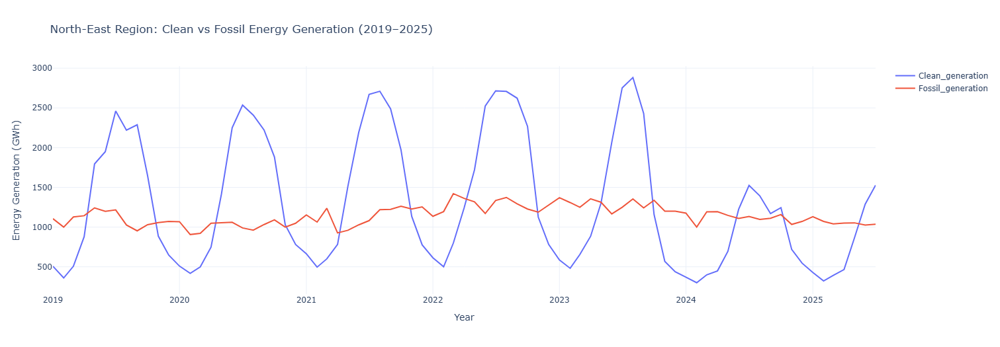 North-East Region: Clean vs Fossil Energy Generation (2019–2025)
Clean_generation
Fossil_generation
Energy Generation (GWh)
3000
2500
2000
1500
1000
500
2019 2020 2021 2022 2023 2024 2025
Year